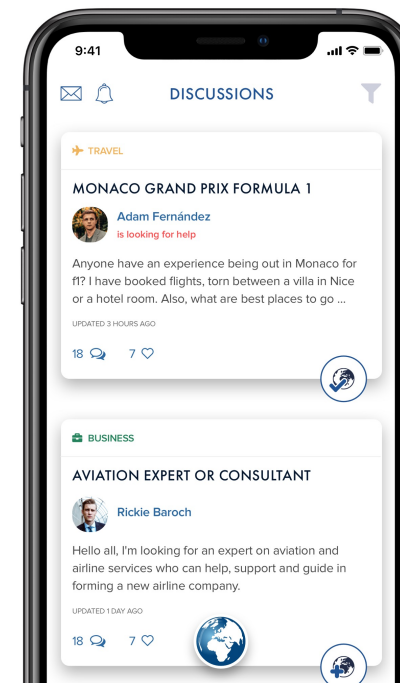 9:41
DISCUSSIONS
TRAVEL
MONACO GRAND PRIX FORMULA 1
Adam Fernández
is looking for help
Anyone have an experience being out in Monaco for
f1? I have booked flights, torn between a villa in Nice
or a hotel room. Also, what are best places to go ...
UPDATED 3 HOURS AGO
18 7
BUSINESS
AVIATION EXPERT OR CONSULTANT
Rickie Baroch
Hello all, I'm looking for an expert on aviation and
airline services who can help, support and guide in
forming a new airline company.
UPDATED 1 DAY AGO
18 7